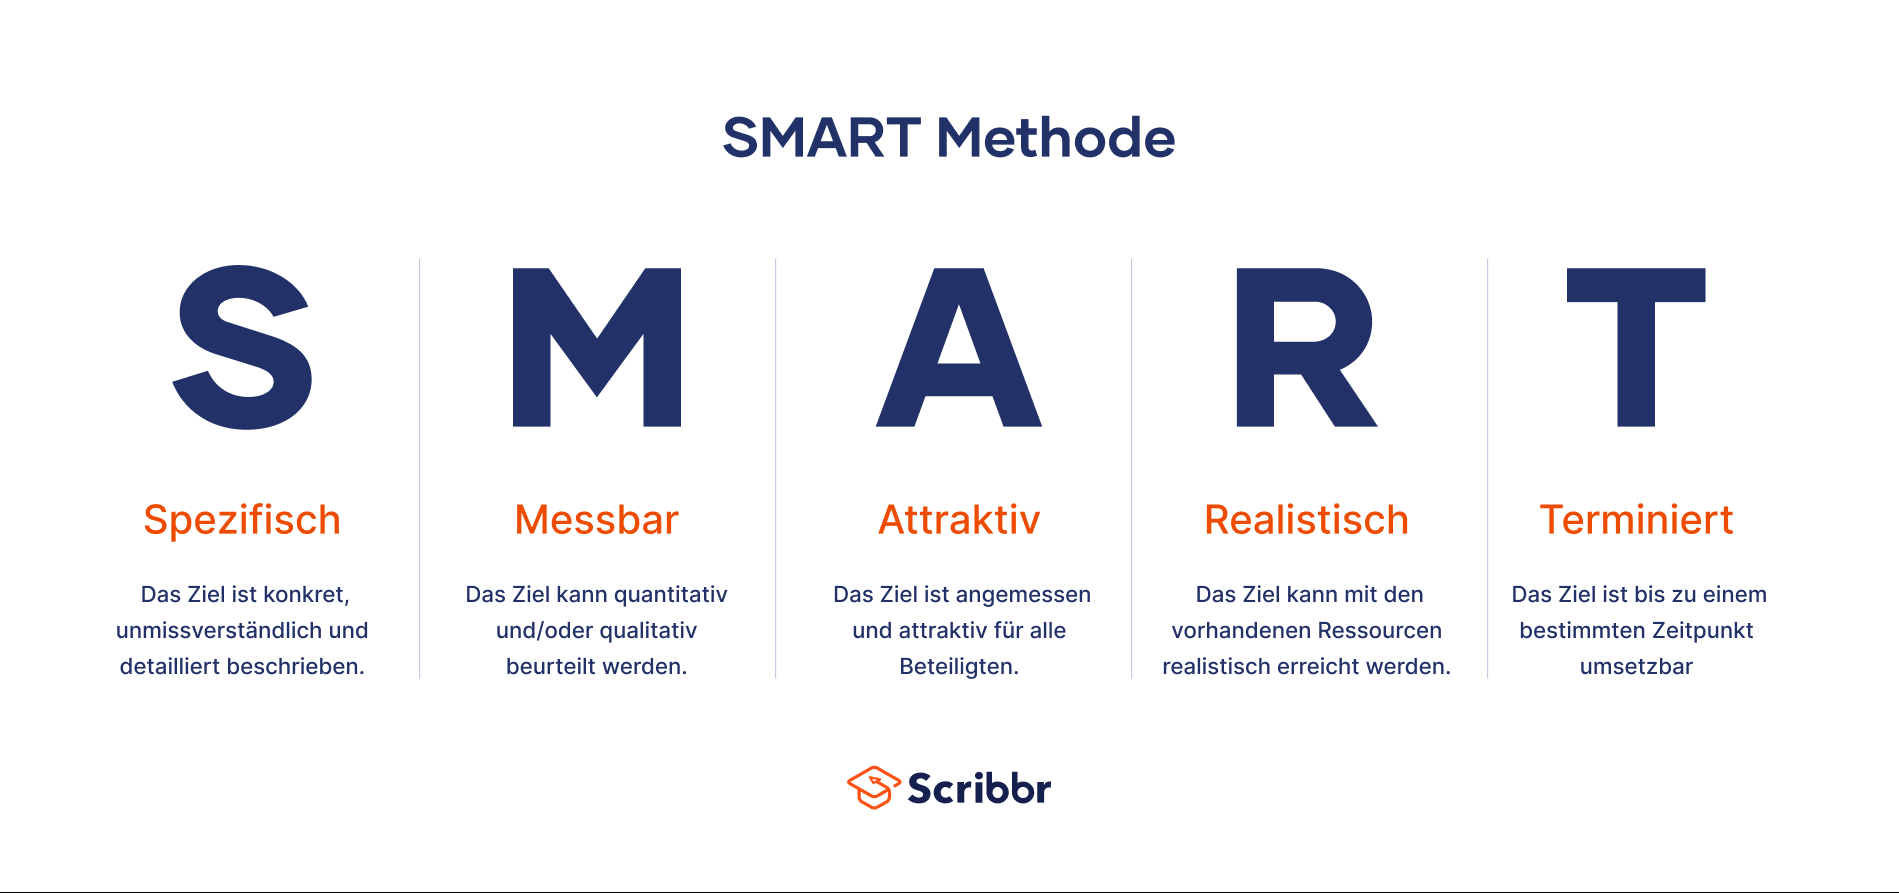 SMART Methode
S
M
A
R
T
Spezifisch
Messbar
Attraktiv
Realistisch
Terminiert
Das Ziel ist konkret,
unmissverständlich und
detailliert beschrieben.
Das Ziel kann quantitativ
und/oder qualitativ
beurteilt werden.
Das Ziel ist angemessen
und attraktiv für alle
Beteiligten.
Das Ziel kann mit den
vorhandenen Ressourcen
realistisch erreicht werden.
Das Ziel ist bis zu einem
bestimmten Zeitpunkt
umsetzbar
Scribbr